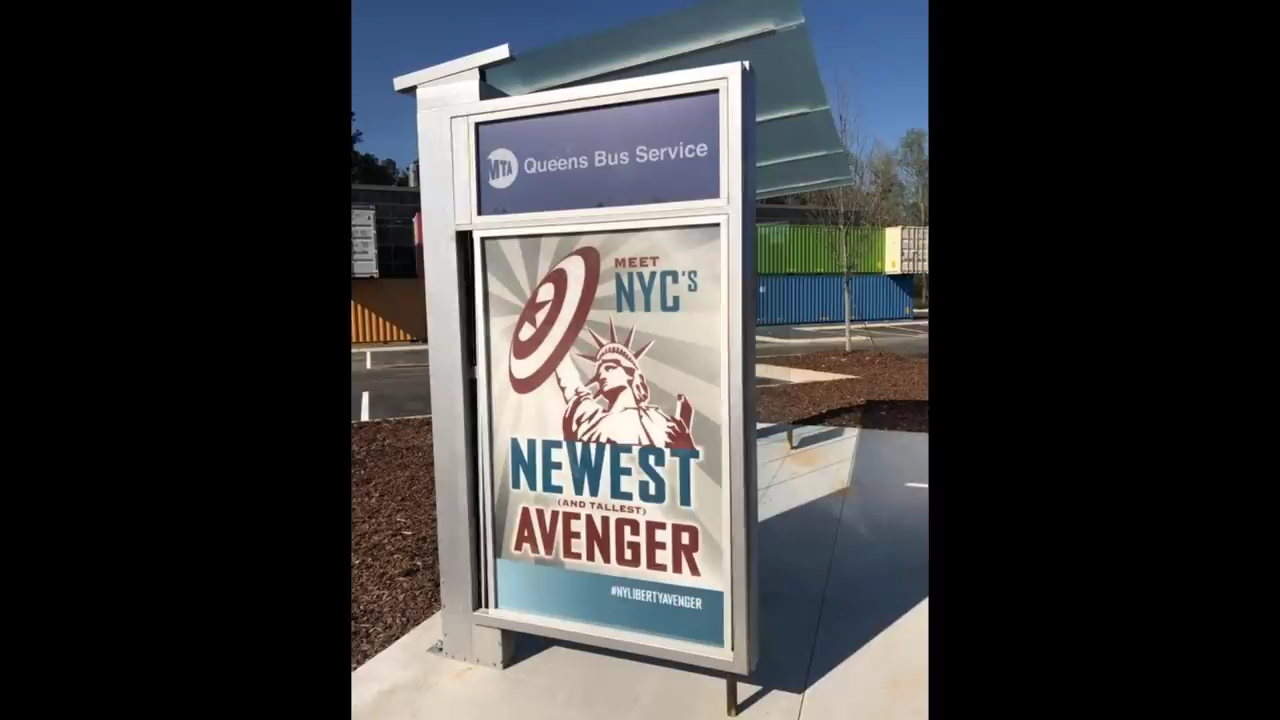 MTA Queens Bus Service
MEET
NYC'S
NEWEST
(AND TALLEST)
AVENGER
#NYLIBERTYAVENGER